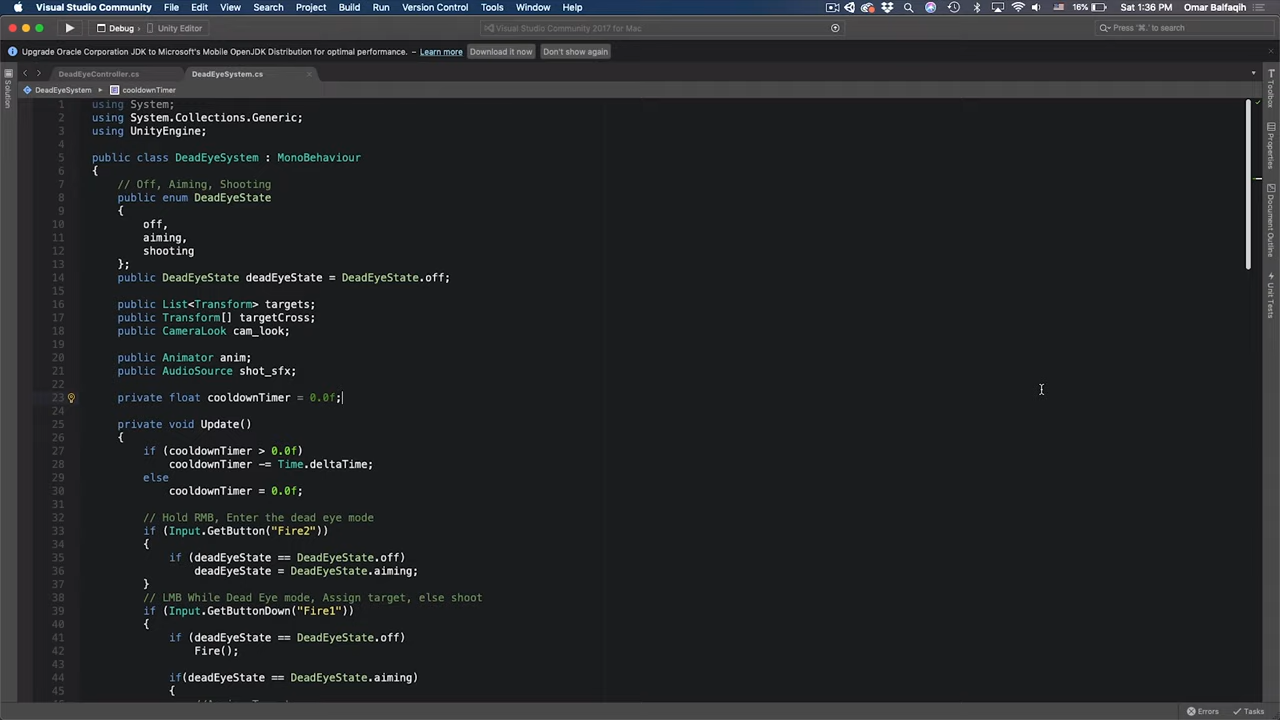 Visual Studio Community File Edit View Search Project Build Run Version Control Tools Window Help 16% Sat 1:36 PM Omar Balfaqih
Debug Unity Editor Visual Studio Community 2017 for Mac Press '⌘.' to search
Upgrade Oracle Corporation JDK to Microsoft's Mobile OpenJDK Distribution for optimal performance. Learn more Download it now Don't show again
DeadEyeController.cs DeadEyeSystem.cs
DeadEyeSystem cooldownTimer
Solution
Toolbox
Properties
Document Outline
Unit Tests
1 using System;
2 using System.Collections.Generic;
3 using UnityEngine;
4
5 public class DeadEyeSystem : MonoBehaviour
6 {
7 // Off, Aiming, Shooting
8 public enum DeadEyeState
9 {
10 off,
11 aiming,
12 shooting
13 };
14 public DeadEyeState deadEyeState = DeadEyeState.off;
15
16 public List<Transform> targets;
17 public Transform[] targetCross;
18 public CameraLook cam_look;
19
20 public Animator anim;
21 public AudioSource shot_sfx;
22
23 private float cooldownTimer = 0.0f;
24
25 private void Update()
26 {
27 if (cooldownTimer > 0.0f)
28 cooldownTimer -= Time.deltaTime;
29 else
30 cooldownTimer = 0.0f;
31
32 // Hold RMB, Enter the dead eye mode
33 if (Input.GetButton("Fire2"))
34 {
35 if (deadEyeState == DeadEyeState.off)
36 deadEyeState = DeadEyeState.aiming;
37 }
38 // LMB While Dead Eye mode, Assign target, else shoot
39 if (Input.GetButtonDown("Fire1"))
40 {
41 if (deadEyeState == DeadEyeState.off)
42 Fire();
43
44 if(deadEyeState == DeadEyeState.aiming)
45 {
Errors Tasks